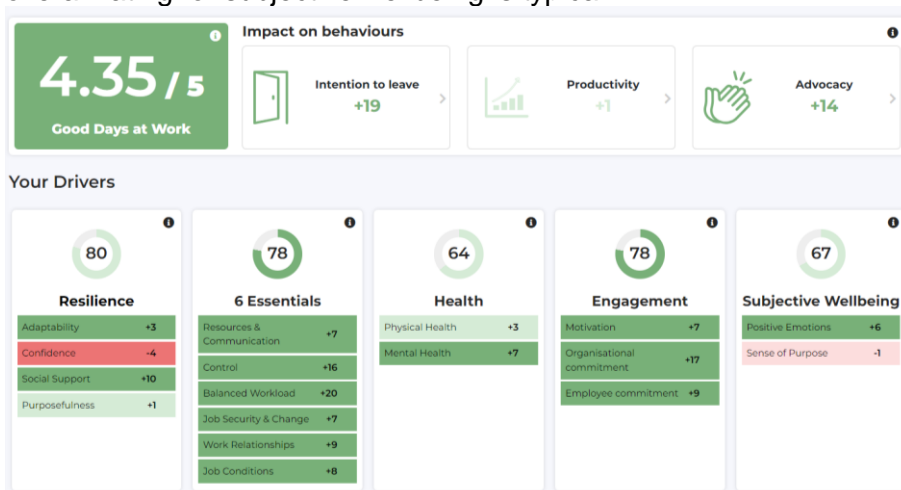 Impact on behaviours
4.35 / 5
Good Days at Work
Intention to leave
+19
Productivity
+1
Advocacy
+14
Your Drivers
80
Resilience
Adaptability +3
Confidence -4
Social Support +10
Purposefulness +1
78
6 Essentials
Resources &
Communication +7
Control +16
Balanced Workload +20
Job Security & Change +7
Work Relationships +9
Job Conditions +8
64
Health
Physical Health +3
Mental Health +7
78
Engagement
Motivation +7
Organisational
commitment +17
Employee commitment +9
67
Subjective Wellbeing
Positive Emotions +6
Sense of Purpose -1